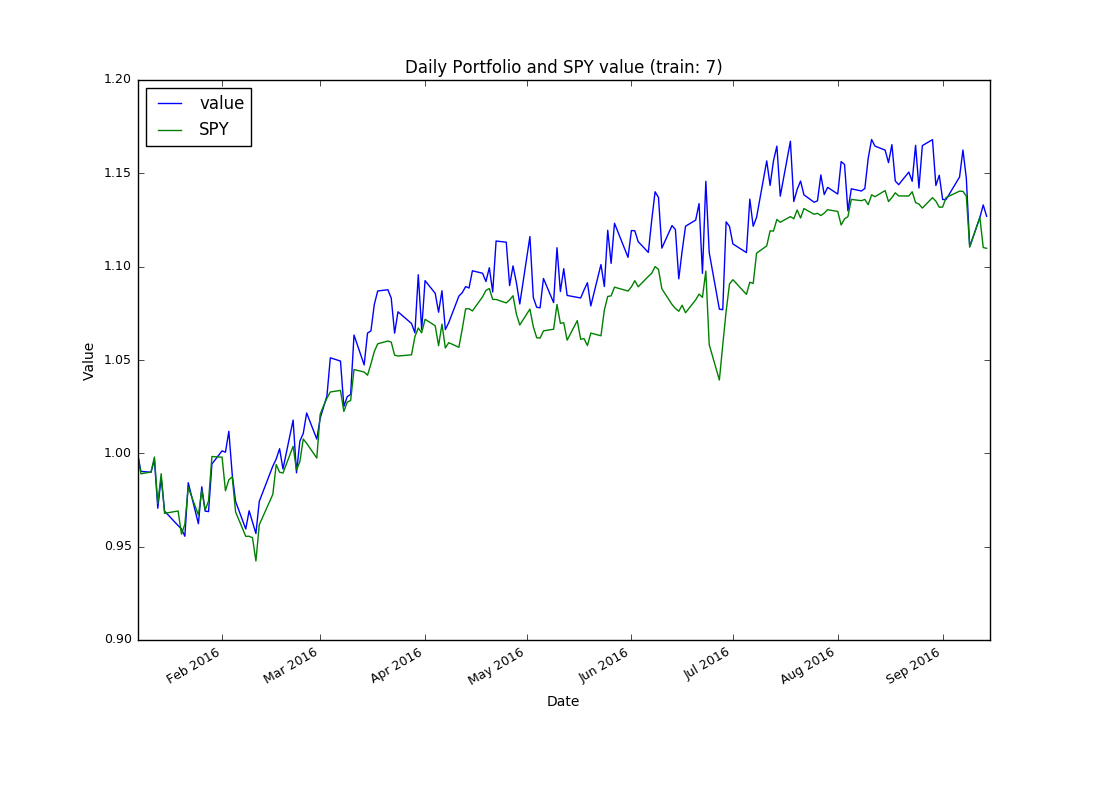 Daily Portfolio and SPY value (train: 7)
value
SPY
1.20
1.15
1.10
1.05
1.00
0.95
0.90
Value
Feb 2016
Mar 2016
Apr 2016
May 2016
Jun 2016
Jul 2016
Aug 2016
Sep 2016
Date